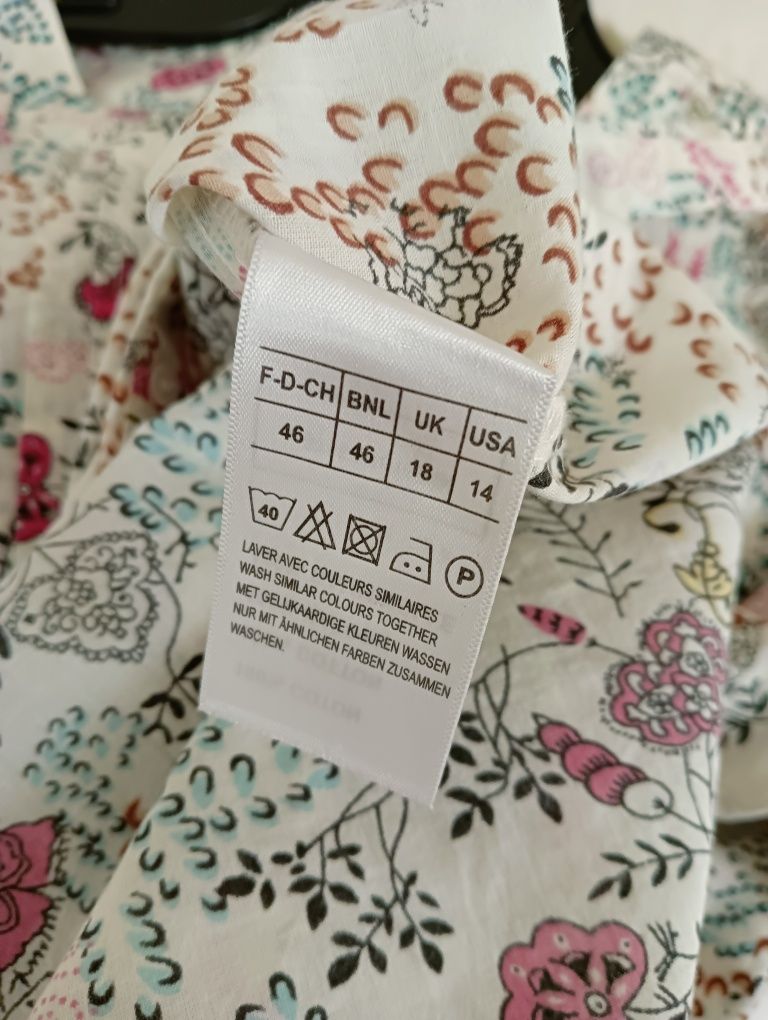 F-D-CH BNL UK USA
46 46 18 14
40 P
LAVER AVEC COULEURS SIMILAIRES
WASH SIMILAR COLOURS TOGETHER
MET GELIJKAARDIGE KLEUREN WASSEN
NUR MIT ÄHNLICHEN FARBEN ZUSAMMEN
WASCHEN.